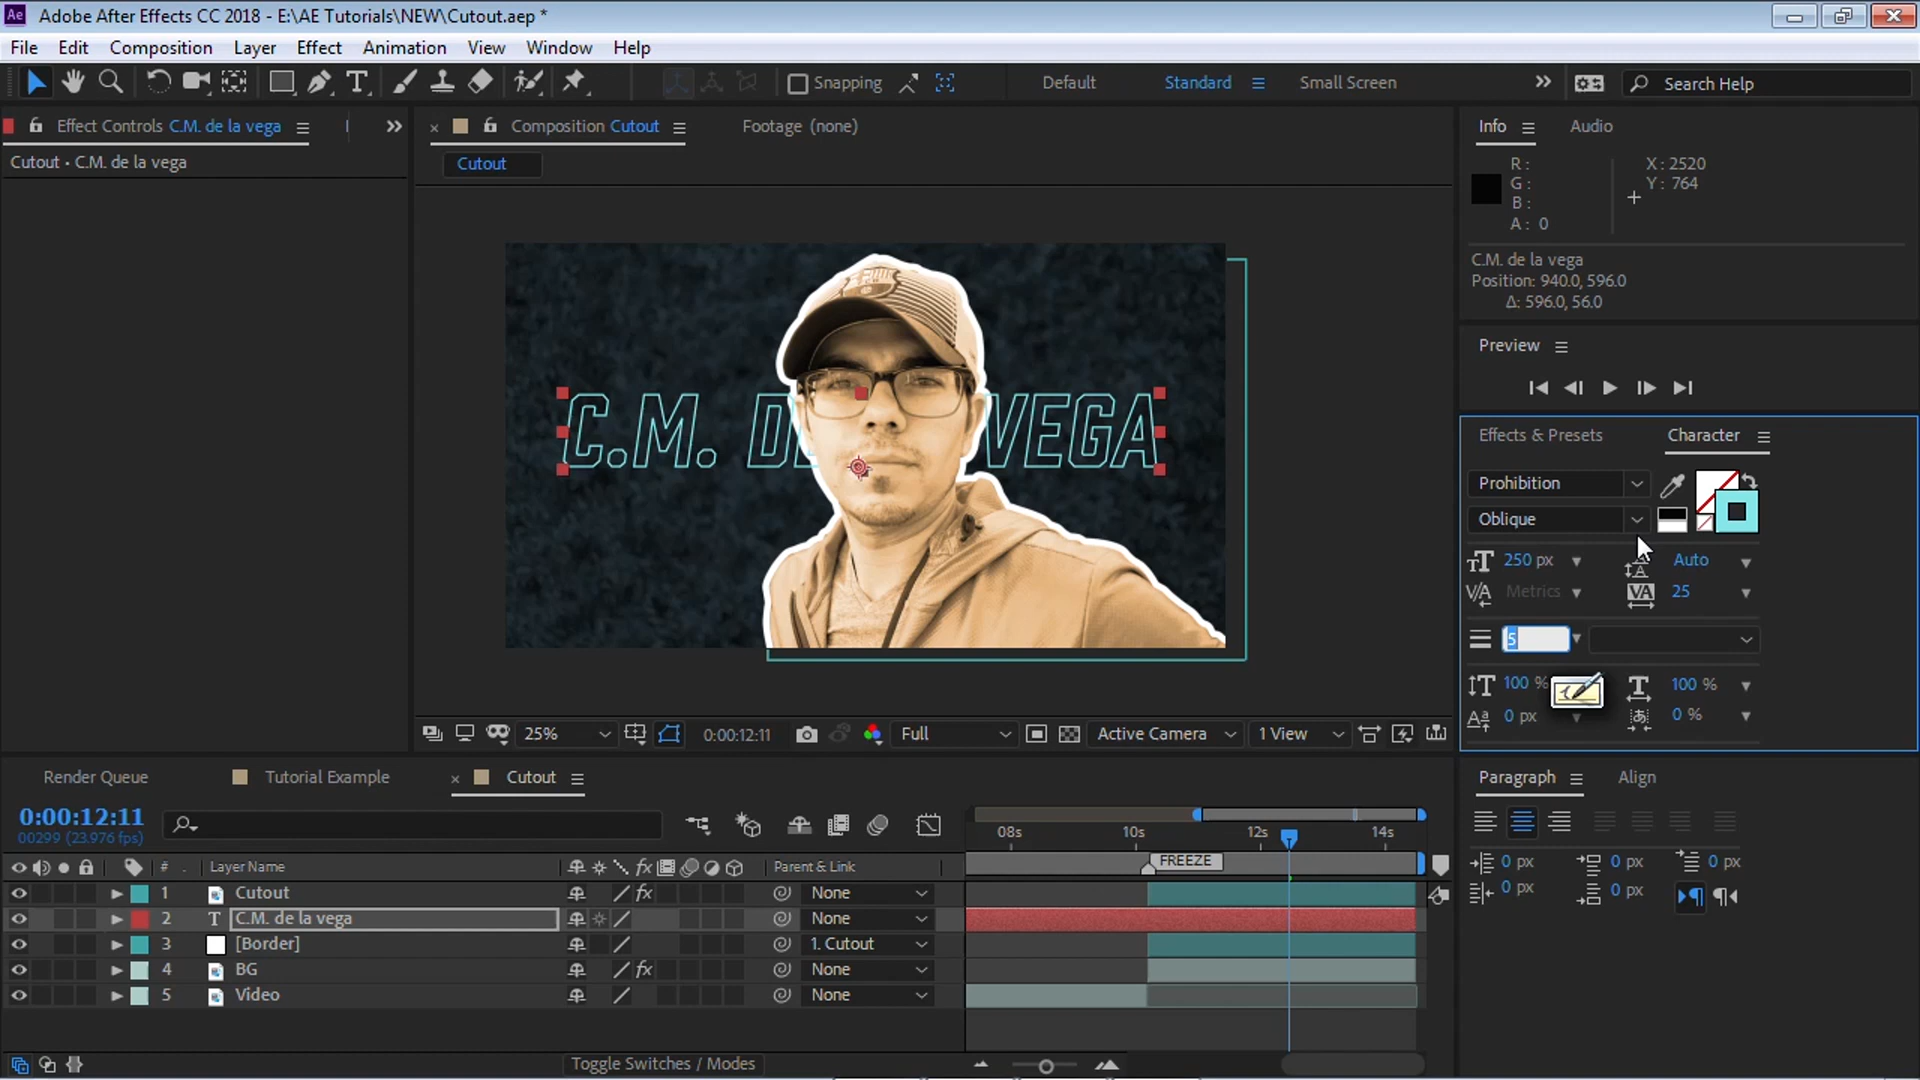 Ae Adobe After Effects CC 2018 - E:\AE Tutorials\NEW\Cutout.aep *
File Edit Composition Layer Effect Animation View Window Help
Snapping Default Standard Small Screen Search Help
Effect Controls C.M. de la vega
Composition Cutout
Footage (none)
Info Audio
Cutout • C.M. de la vega
Cutout
R :
G :
B :
A : 0
X : 2520
Y : 764
C.M. de la vega
Position: 940.0, 596.0
Δ: 596.0, 56.0
Preview
C.M. D VEGA
Effects & Presets Character
Prohibition
Oblique
250 px Auto
Metrics 25
5
100 % 100 %
0 px 0 %
25% 0:00:12:11 Full Active Camera 1 View
Render Queue Tutorial Example Cutout
Paragraph Align
0:00:12:11
00299 (23.976 fps)
08s 10s 12s 14s
FREEZE
# Layer Name fx Parent & Link
1 Cutout fx None
2 T C.M. de la vega None
3 [Border] 1. Cutout
4 BG fx None
5 Video None
0 px 0 px 0 px
0 px 0 px
Toggle Switches / Modes